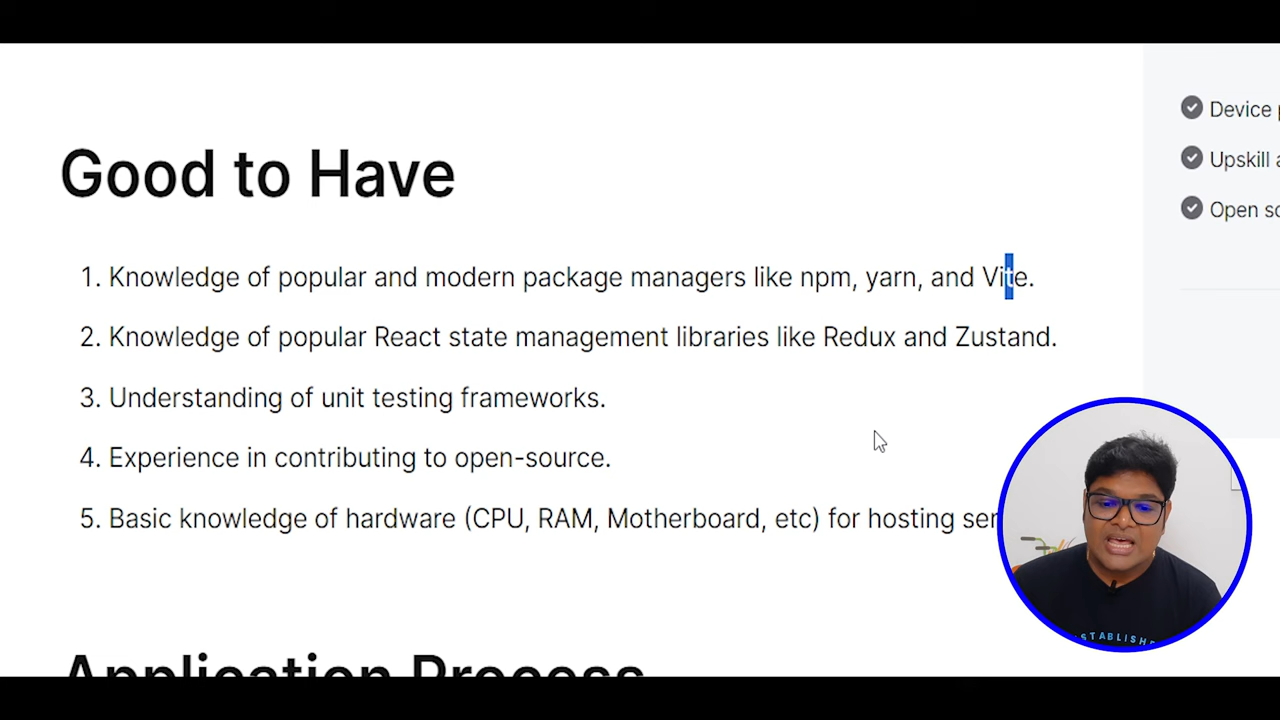 Good to Have
1. Knowledge of popular and modern package managers like npm, yarn, and Vite.
2. Knowledge of popular React state management libraries like Redux and Zustand.
3. Understanding of unit testing frameworks.
4. Experience in contributing to open-source.
5. Basic knowledge of hardware (CPU, RAM, Motherboard, etc) for hosting
Application Process
Device
Upskill
Open